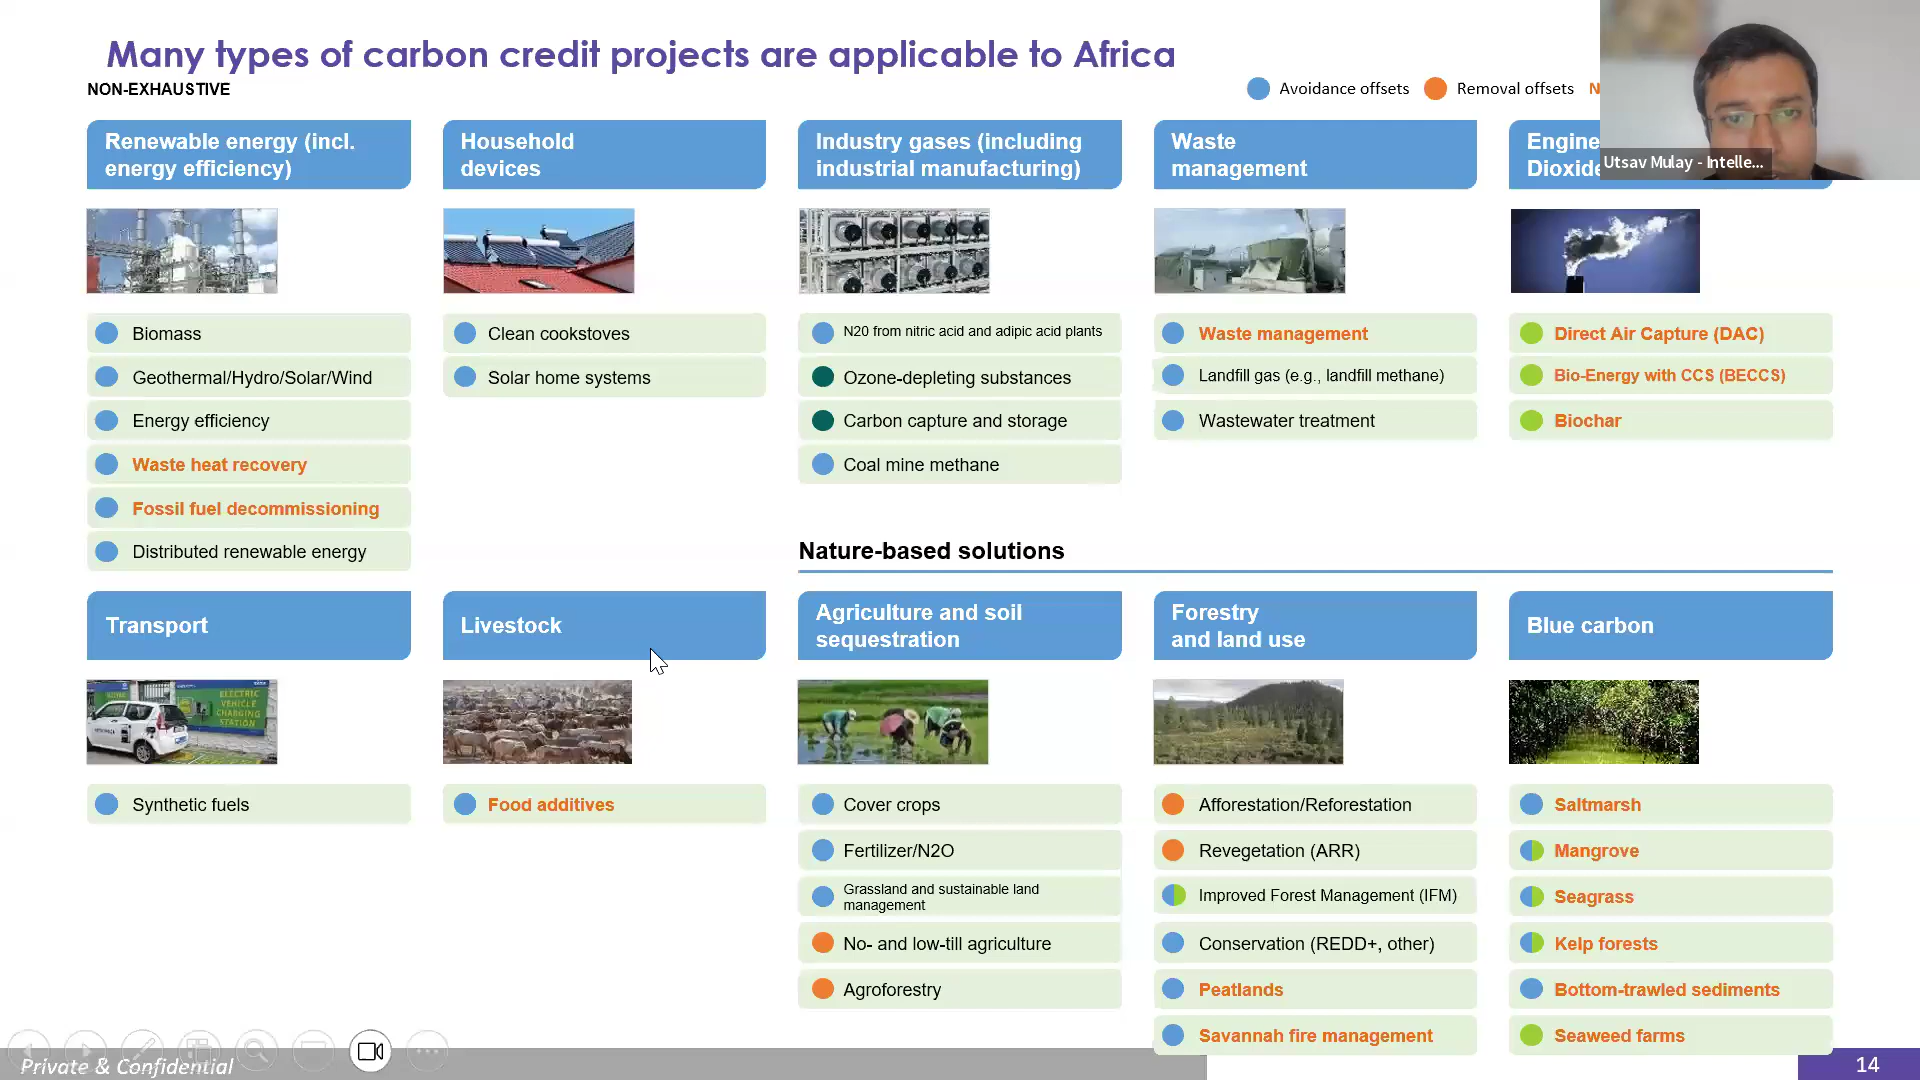 Many types of carbon credit projects are applicable to Africa
NON-EXHAUSTIVE
Avoidance offsets
Removal offsets
Renewable energy (incl.
energy efficiency)
Household
devices
Industry gases (including
industrial manufacturing)
Waste
management
Utsav Mulay - Intelle...
Biomass
Geothermal/Hydro/Solar/Wind
Energy efficiency
Waste heat recovery
Fossil fuel decommissioning
Distributed renewable energy
Clean cookstoves
Solar home systems
N20 from nitric acid and adipic acid plants
Ozone-depleting substances
Carbon capture and storage
Coal mine methane
Waste management
Landfill gas (e.g., landfill methane)
Wastewater treatment
Direct Air Capture (DAC)
Bio-Energy with CCS (BECCS)
Biochar
Nature-based solutions
Transport
Livestock
Agriculture and soil
sequestration
Forestry
and land use
Blue carbon
ELECTRIC
VEHICLE
CHARGING
STATION
Synthetic fuels
Food additives
Cover crops
Fertilizer/N2O
Grassland and sustainable land
management
No- and low-till agriculture
Agroforestry
Afforestation/Reforestation
Revegetation (ARR)
Improved Forest Management (IFM)
Conservation (REDD+, other)
Peatlands
Savannah fire management
Saltmarsh
Mangrove
Seagrass
Kelp forests
Bottom-trawled sediments
Seaweed farms
Private & Confidential
14